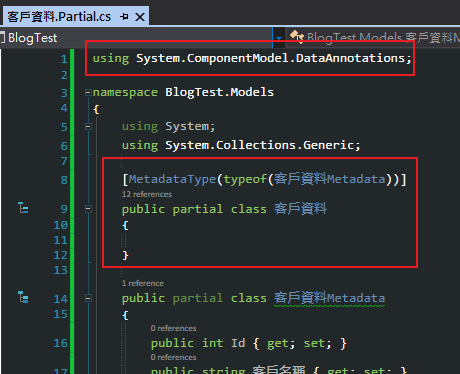 客戶資料.Partial.cs
BlogTest
BlogTest.Models.客戶資料M
1 using System.ComponentModel.DataAnnotations;
2
3 namespace BlogTest.Models
4 {
5 using System;
6 using System.Collections.Generic;
7
8 [MetadataType(typeof(客戶資料Metadata))]
12 references
9 public partial class 客戶資料
10 {
11
12 }
13
1 reference
14 public partial class 客戶資料Metadata
15 {
0 references
16 public int Id { get; set; }
0 references
17 public string 客戶名稱 { get; set; }